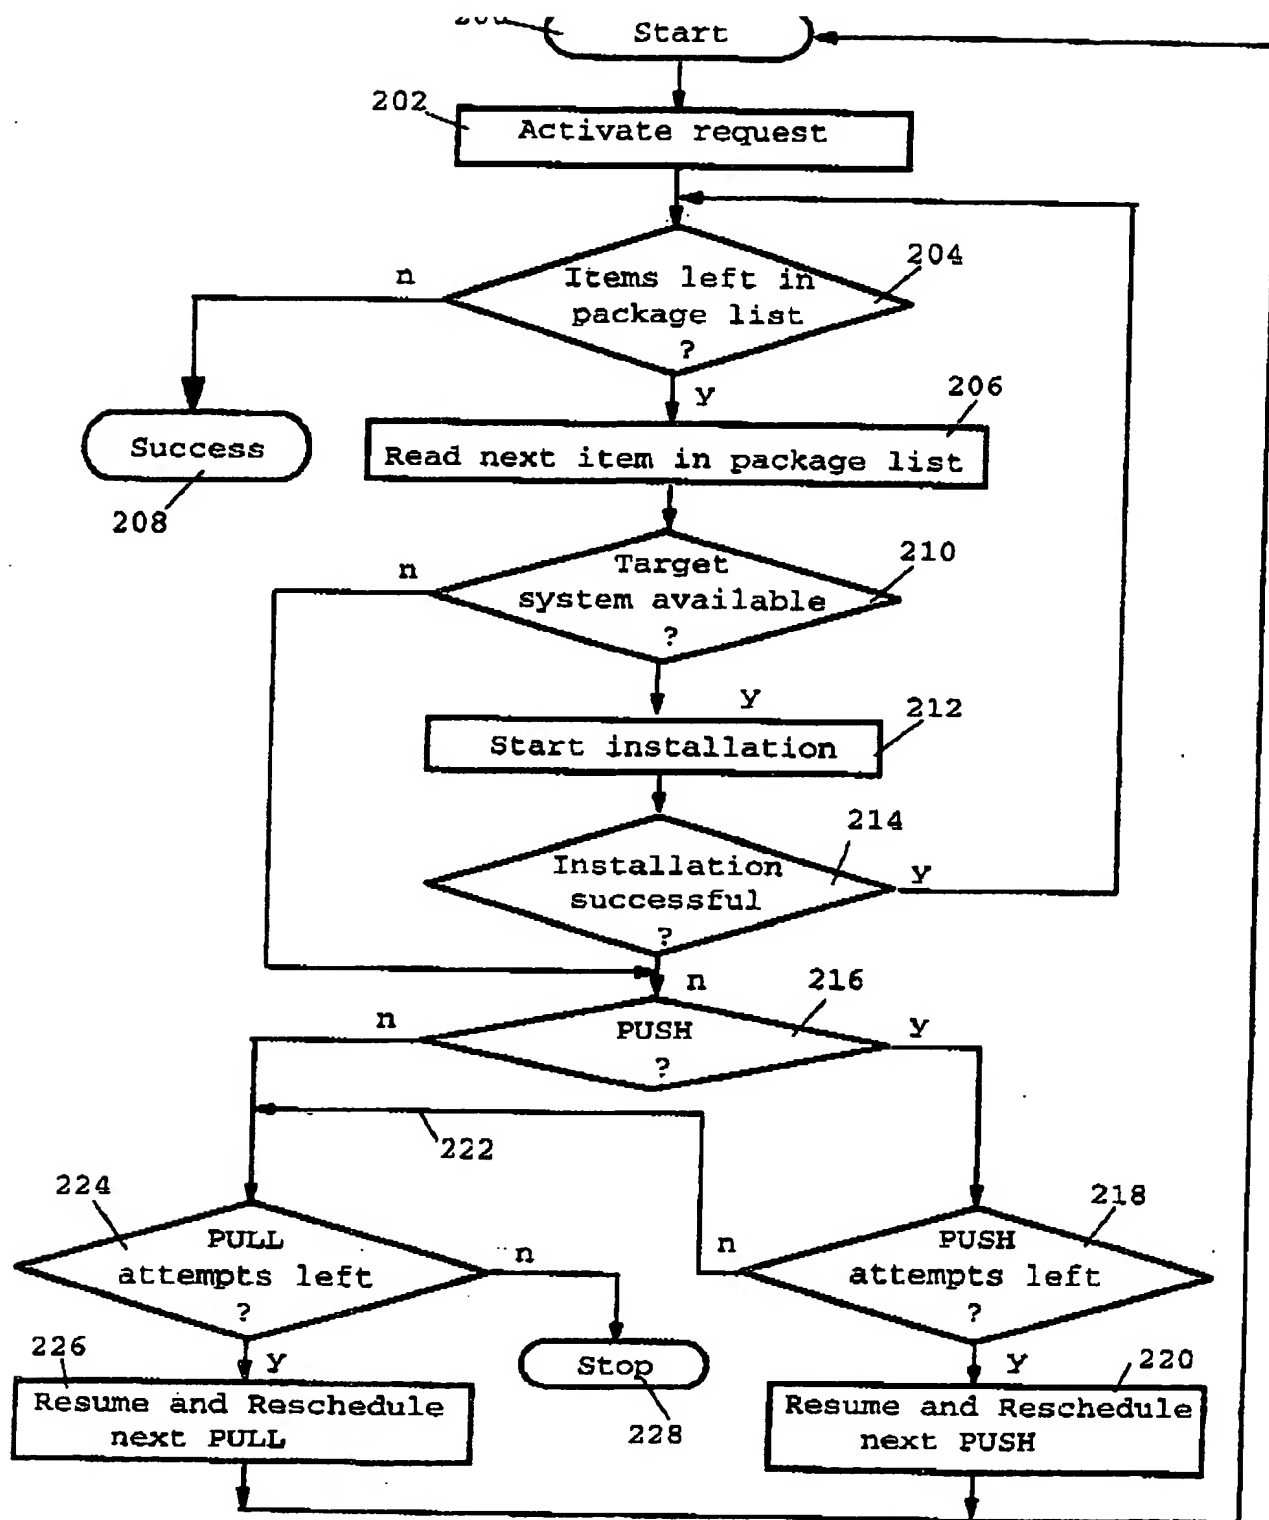 Start
202
Activate request
204
n
Items left in
package list
?
y
206
Success
Read next item in package list
208
210
n
Target
system available
?
y
212
Start installation
214
Installation
successful
?
y
n
216
n
PUSH
?
y
222
224
PULL
attempts left
?
n
218
n
PUSH
attempts left
?
226
y
Stop
228
y
220
Resume and Reschedule
next PULL
Resume and Reschedule
next PUSH